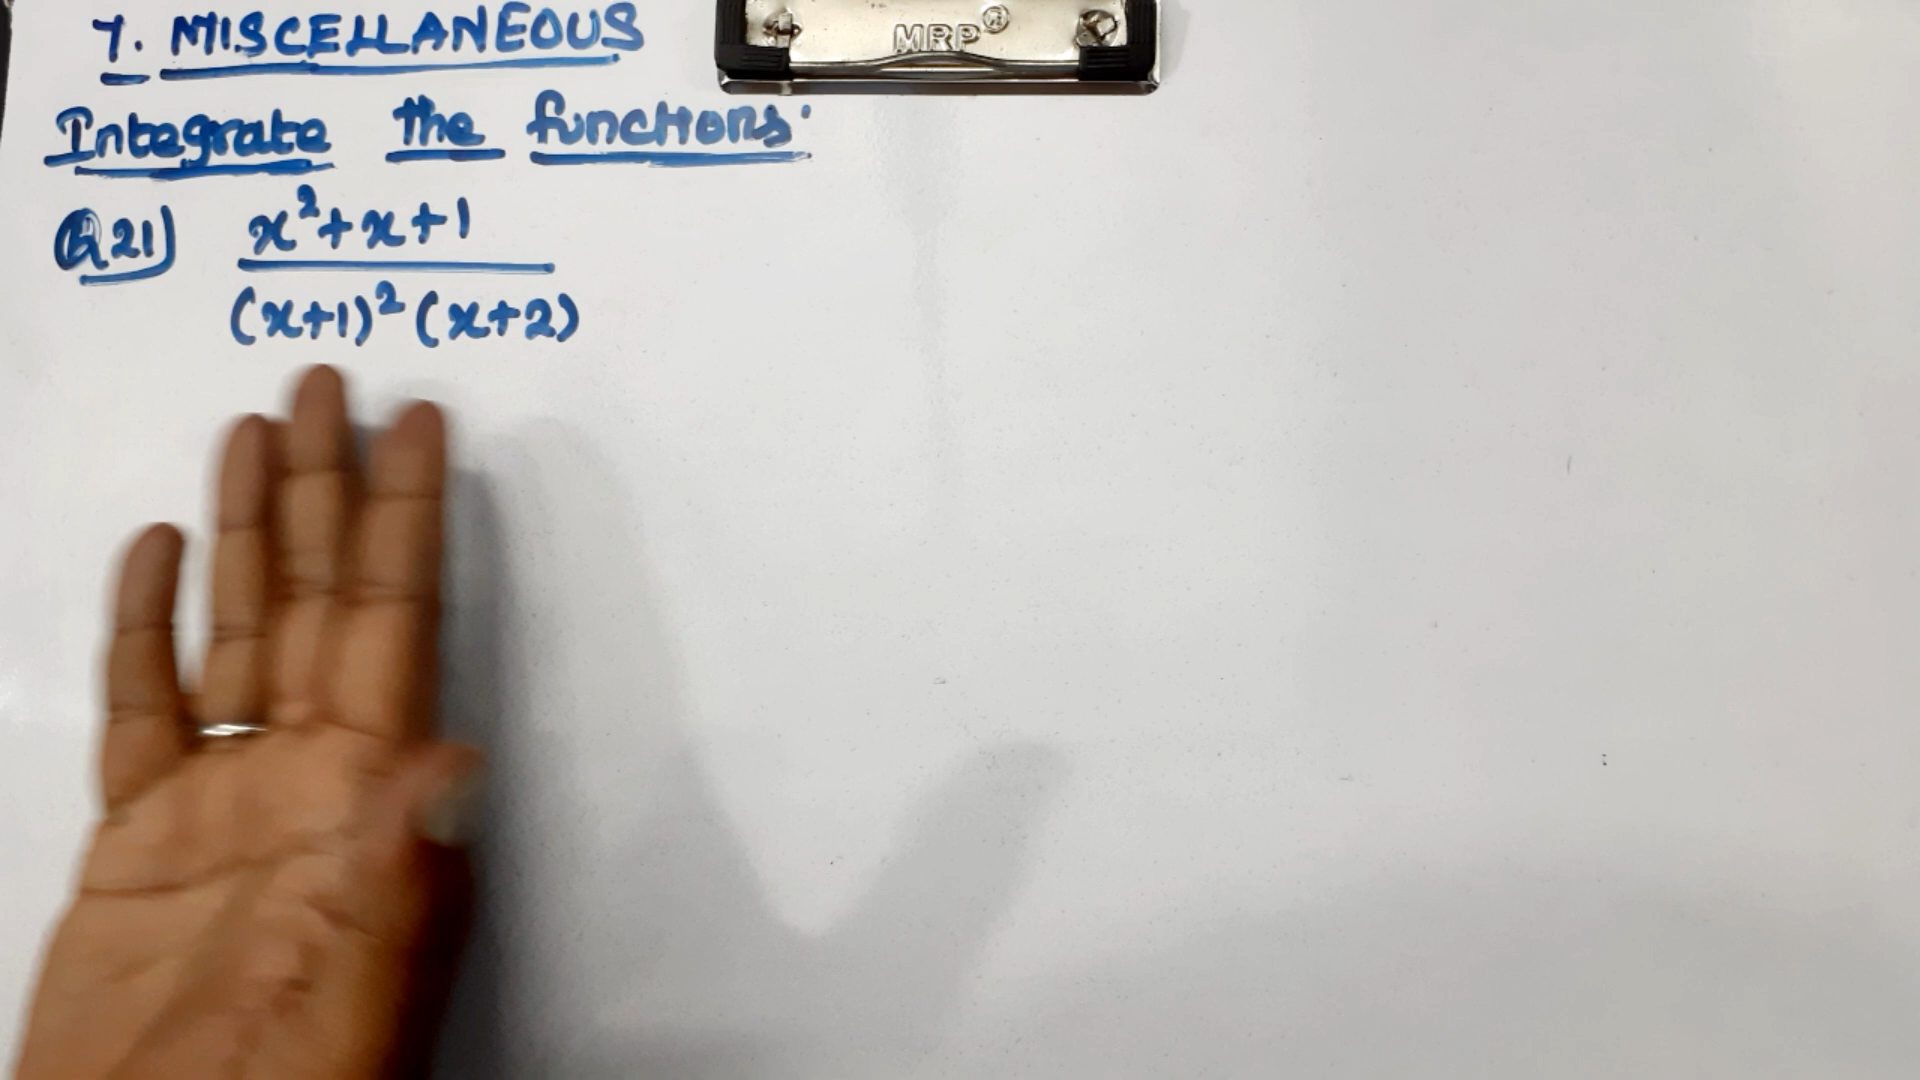 7. MISCELLANEOUS
MRP®
Integrate the functions:
Q21) x²+x+1
(x+1)² (x+2)